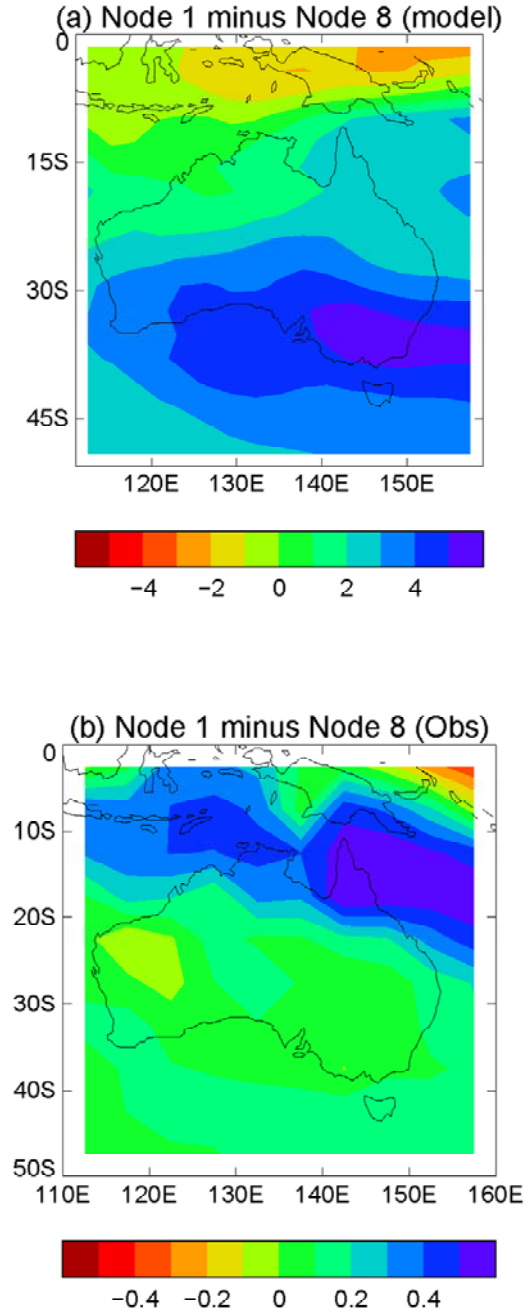 (a) Node 1 minus Node 8 (model)
0
15S
30S
45S
120E 130E 140E 150E
−4 −2 0 2 4
(b) Node 1 minus Node 8 (Obs)
0
10S
20S
30S
40S
50S
110E 120E 130E 140E 150E 160E
−0.4 −0.2 0 0.2 0.4